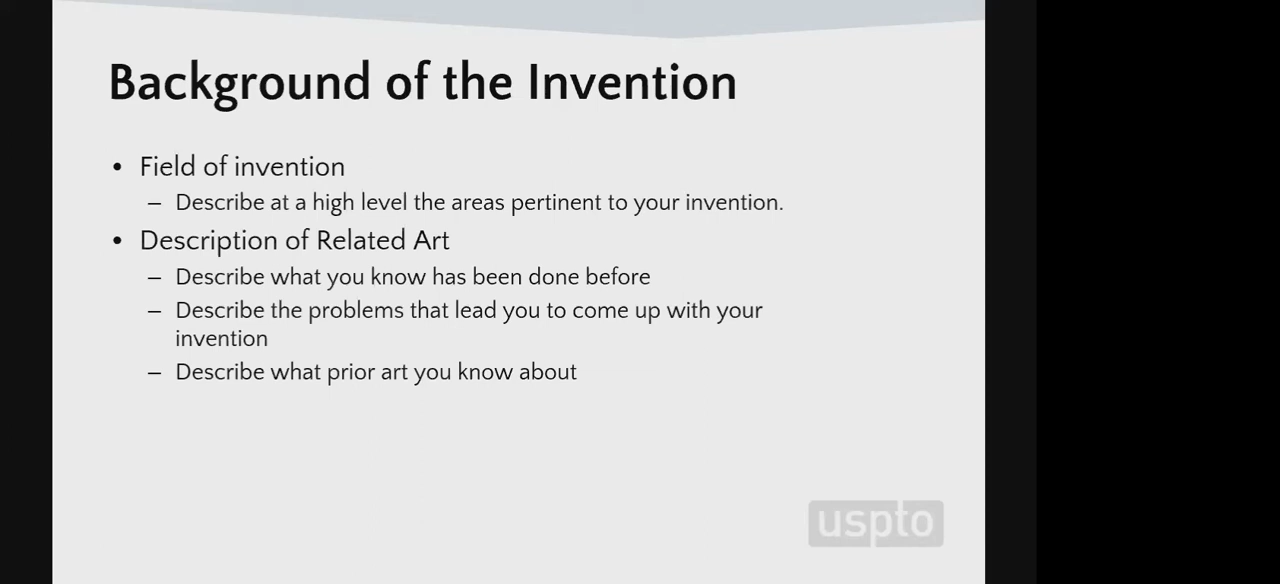 Background of the Invention
• Field of invention
– Describe at a high level the areas pertinent to your invention.
• Description of Related Art
– Describe what you know has been done before
– Describe the problems that lead you to come up with your
invention
– Describe what prior art you know about
uspto